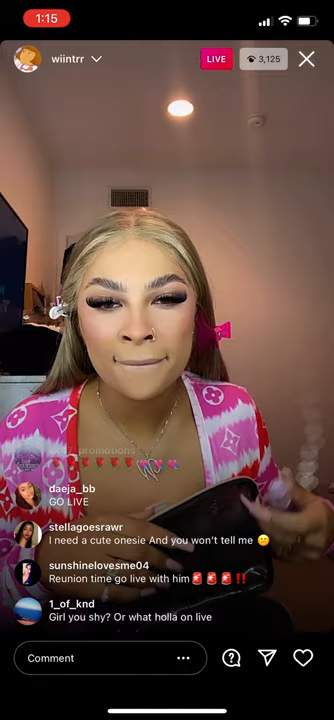 1:15
wiintrr
LIVE
3,125
promotions
daeja_bb
GO LIVE
stellagoesrawr
I need a cute onesie And you won't tell me 😕
sunshinelovesme04
Reunion time go live with him🚨🚨🚨‼️
1_of_knd
Girl you shy? Or what holla on live
Comment